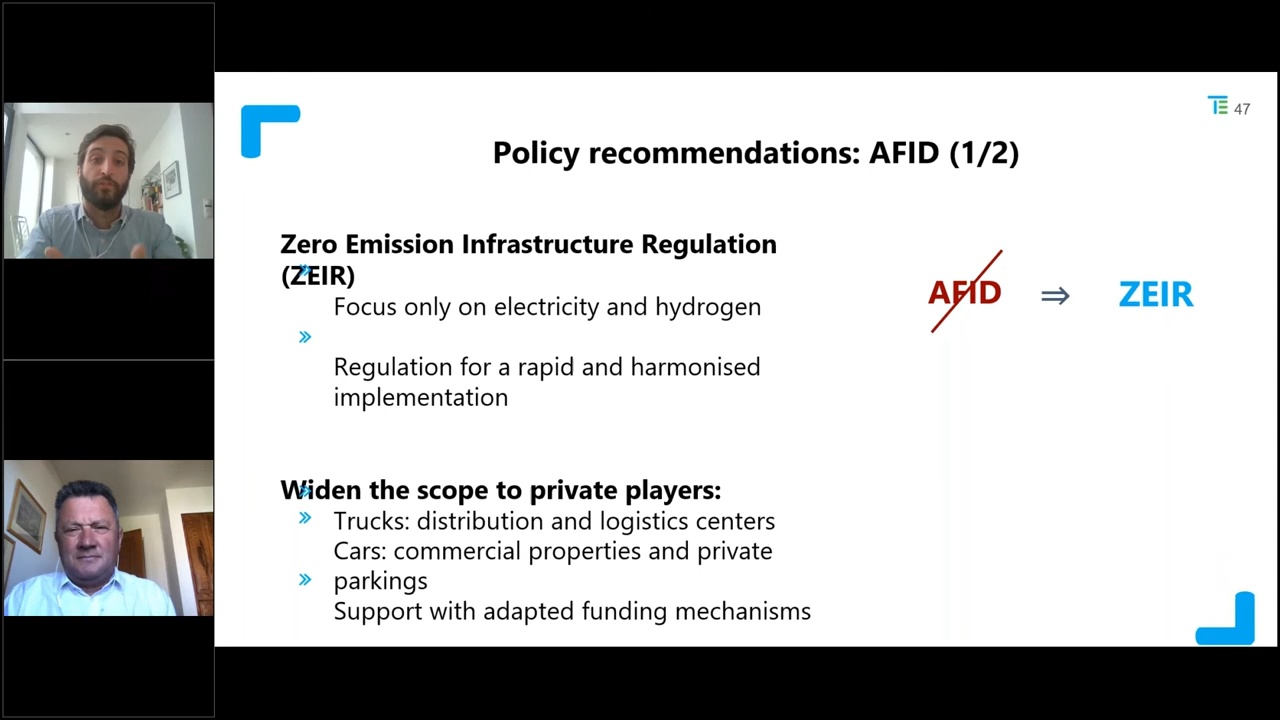 TE 47
Policy recommendations: AFID (1/2)
Zero Emission Infrastructure Regulation
(ZEIR)
» Focus only on electricity and hydrogen
» Regulation for a rapid and harmonised
implementation
AFID ⇒ ZEIR
Widen the scope to private players:
» Trucks: distribution and logistics centers
» Cars: commercial properties and private
parkings
» Support with adapted funding mechanisms